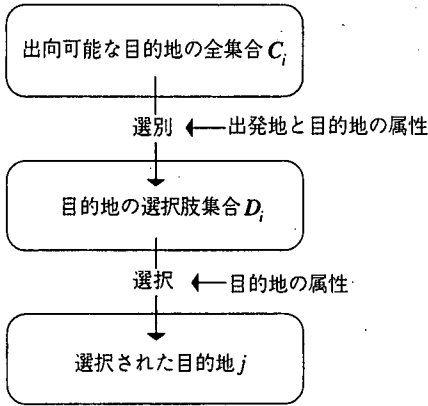 出向可能な目的地の全集合 C_i
選別 ← 出発地と目的地の属性
目的地の選択肢集合 D_i
選択 ← 目的地の属性
選択された目的地 j